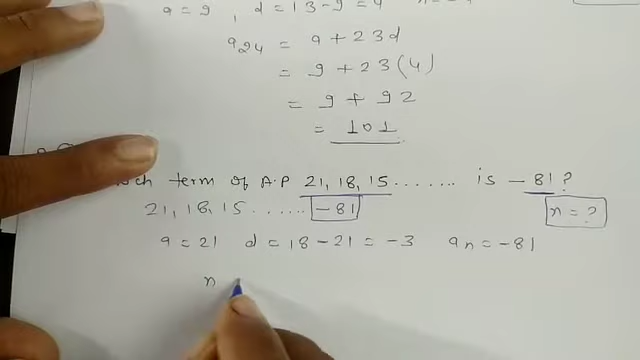 a = 9, d = 13 - 9 = 4
a24 = a + 23d
= 9 + 23(4)
= 9 + 92
= 101
term of A.P 21, 18, 15....... is - 81?
21, 18, 15 ...... -81 n = ?
a = 21 d = 18 - 21 = -3 an = -81
n